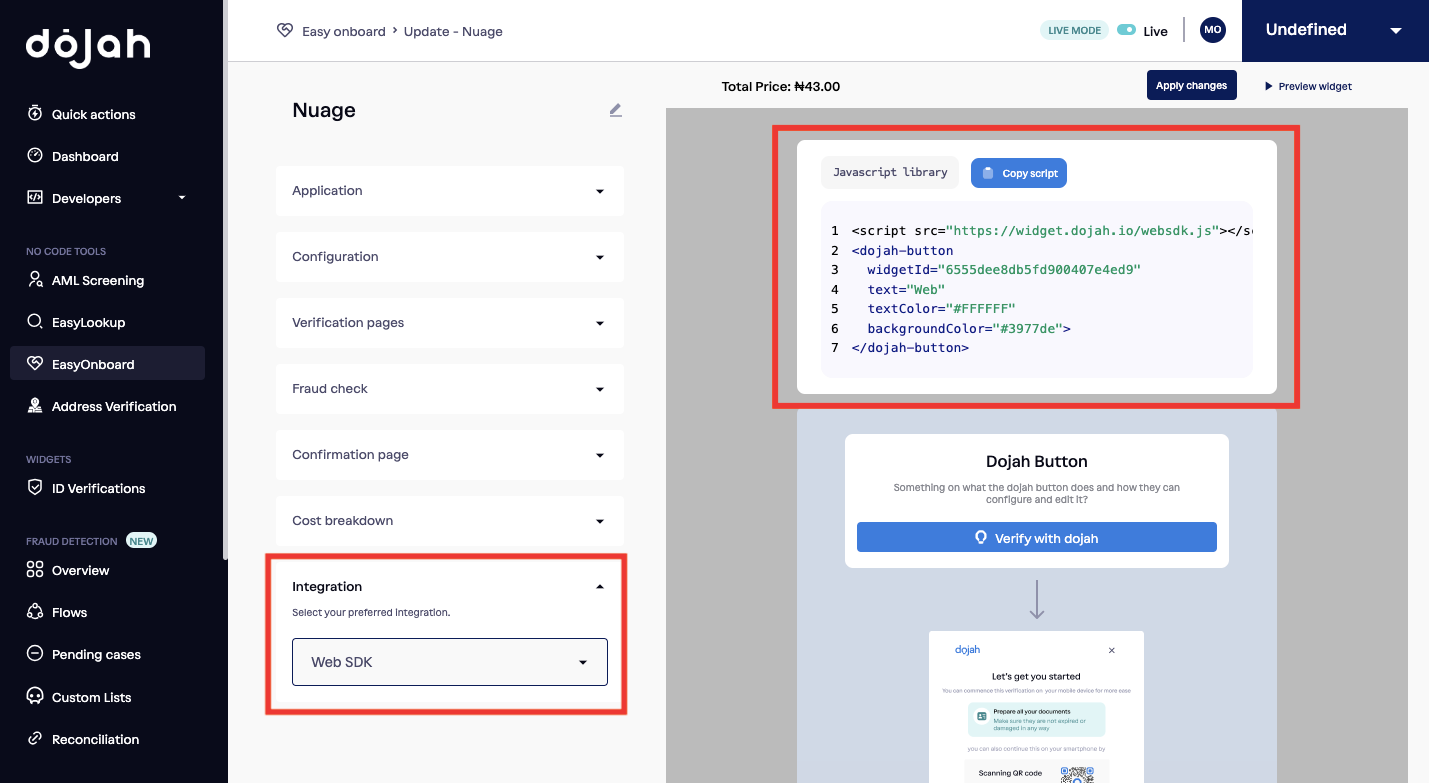 dojah
Quick actions
Dashboard
Developers
NO CODE TOOLS
AML Screening
EasyLookup
EasyOnboard
Address Verification
WIDGETS
ID Verifications
FRAUD DETECTION NEW
Overview
Flows
Pending cases
Custom Lists
Reconciliation
Easy onboard › Update - Nuage
LIVE MODE Live MO Undefined
Nuage
Application
Configuration
Verification pages
Fraud check
Confirmation page
Cost breakdown
Integration
Select your preferred integration.
Web SDK
Total Price: ₦43.00 Apply changes Preview widget
Javascript library Copy script
1 <script src="https://widget.dojah.io/websdk.js"></sc
2 <dojah-button
3 widgetId="6555dee8db5fd900407e4ed9"
4 text="Web"
5 textColor="#FFFFFF"
6 backgroundColor="#3977de">
7 </dojah-button>
Dojah Button
Something on what the dojah button does and how they can
configure and edit it?
Verify with dojah
dojah ×
Let's get you started
You can commence this verification on your mobile device for more ease
Prepare all your documents
Make sure they are not expired or
damaged in any way
you can also continue this on your smartphone by
Scanning QR code